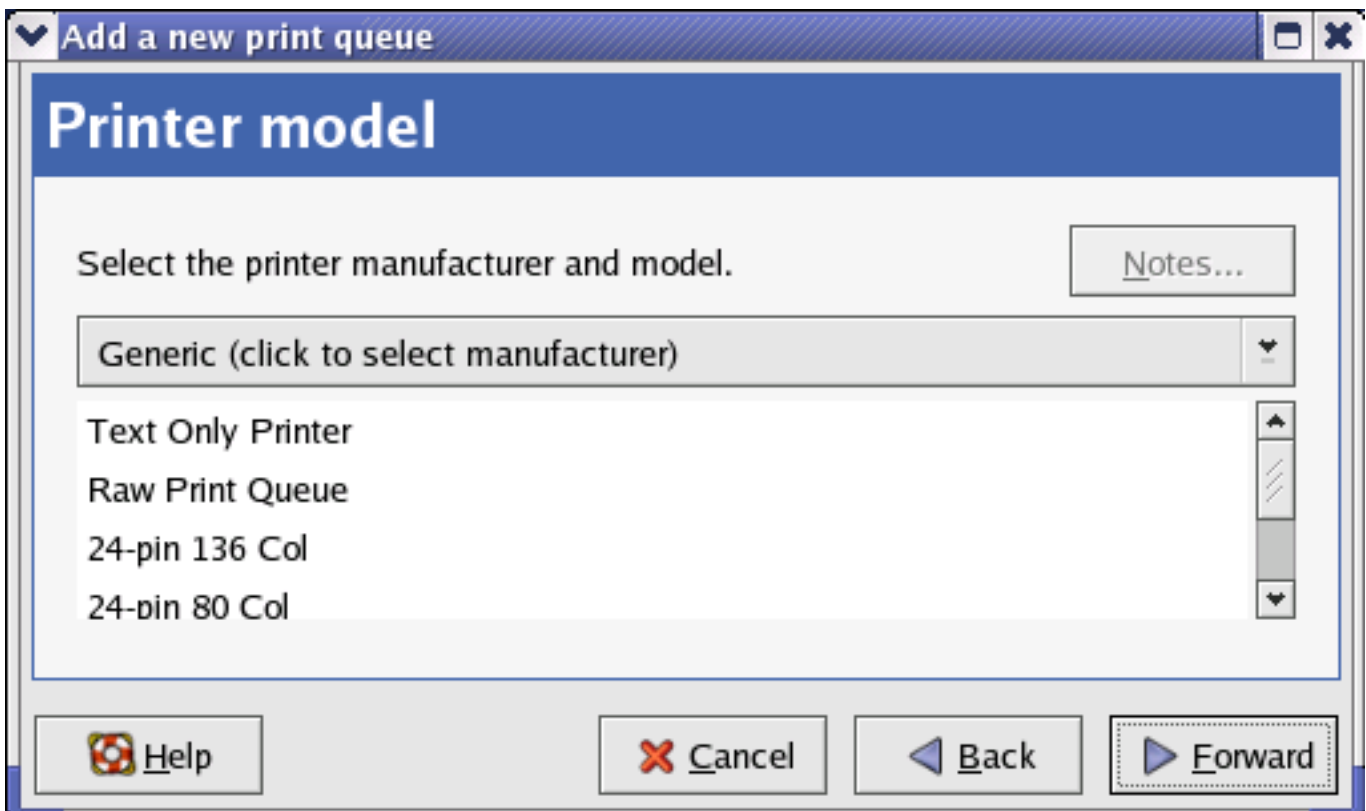 Add a new print queue
Printer model
Select the printer manufacturer and model.
Notes...
Generic (click to select manufacturer)
Text Only Printer
Raw Print Queue
24-pin 136 Col
24-pin 80 Col
Help
Cancel
Back
Forward